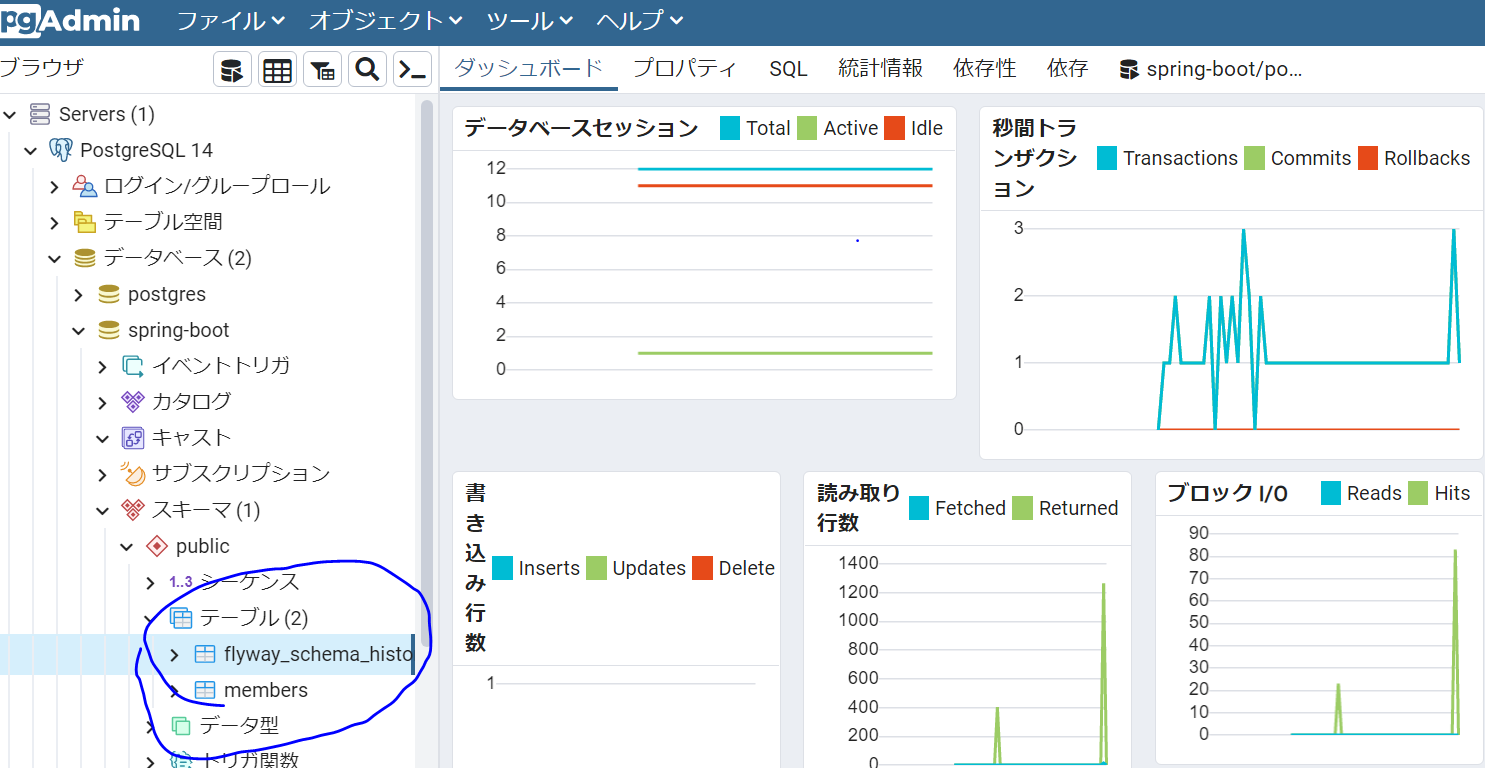 pgAdmin ファイル オブジェクト ツール ヘルプ
ブラウザ
ダッシュボード プロパティ SQL 統計情報 依存性 依存 spring-boot/po...
Servers (1)
PostgreSQL 14
ログイン/グループロール
テーブル空間
データベース (2)
postgres
spring-boot
イベントトリガ
カタログ
キャスト
サブスクリプション
スキーマ (1)
public
1..3 シーケンス
テーブル (2)
flyway_schema_histo
members
データ型
トリガ関数
データベースセッション Total Active Idle
12
10
8
6
4
2
0
秒間トラ
ンザクシ
ョン
Transactions Commits Rollbacks
3
2
1
0
書
き
込
み
行
数
Inserts Updates Delete
1
読み取り
行数
Fetched Returned
1400
1200
1000
800
600
400
200
0
ブロック I/O Reads Hits
90
80
70
60
50
40
30
20
10
0